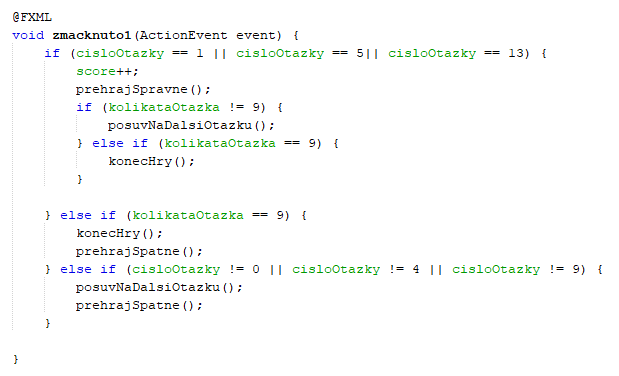 @FXML
void zmacknuto1(ActionEvent event) {
    if (cisloOtazky == 1 || cisloOtazky == 5|| cisloOtazky == 13) {
        score++;
        prehrajSpravne();
        if (kolikataOtazka != 9) {
            posuvNaDalsiOtazku();
        } else if (kolikataOtazka == 9) {
            konecHry();
        }

    } else if (kolikataOtazka == 9) {
        konecHry();
        prehrajSpatne();
    } else if (cisloOtazky != 0 || cisloOtazky != 4 || cisloOtazky != 9) {
        posuvNaDalsiOtazku();
        prehrajSpatne();
    }

}